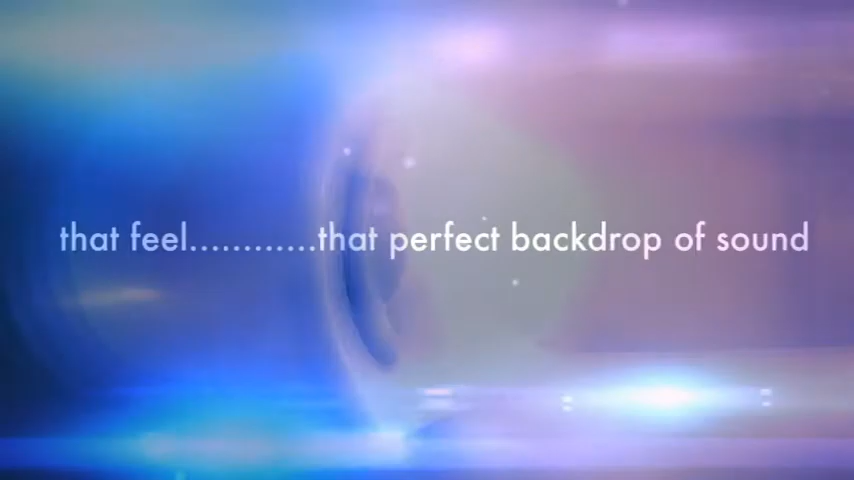 that feel............that perfect backdrop of sound